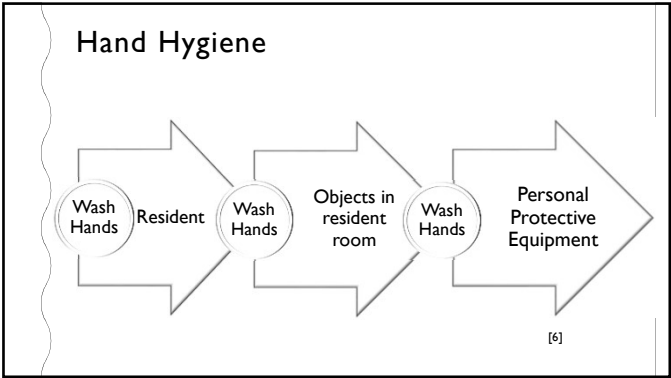 Hand Hygiene
Wash
Hands
Resident
Wash
Hands
Objects in
resident
room
Wash
Hands
Personal
Protective
Equipment
[6]